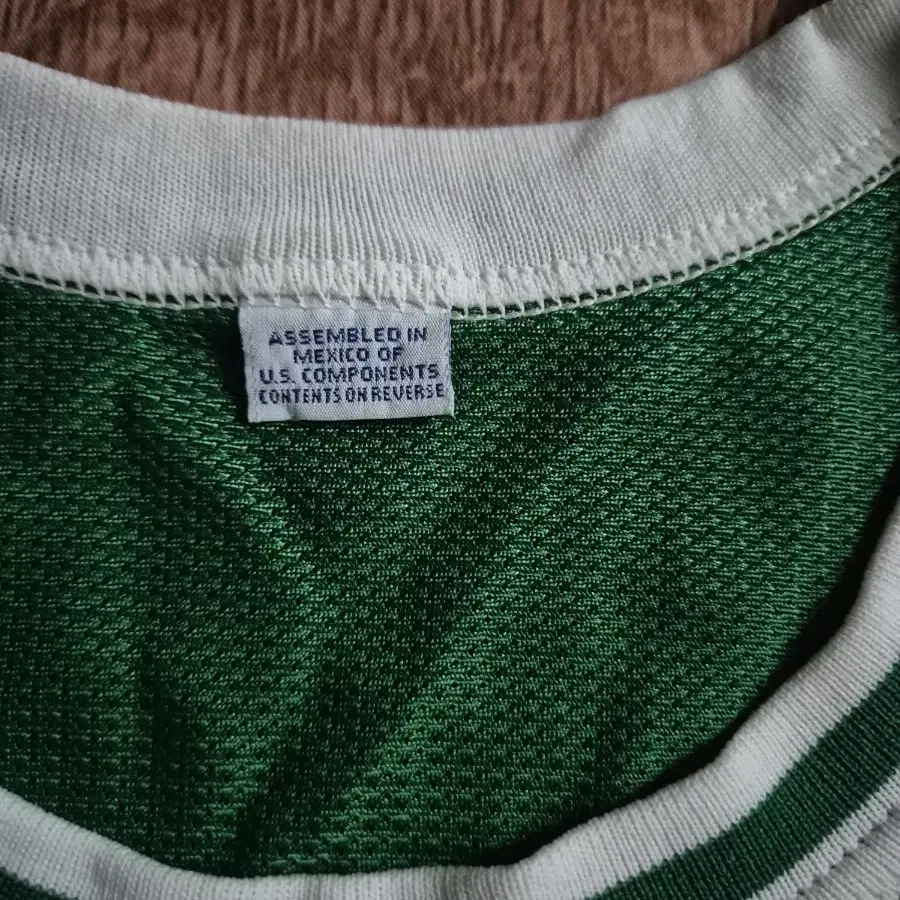 ASSEMBLED IN
MEXICO OF
U.S. COMPONENTS
CONTENTS ON REVERSE